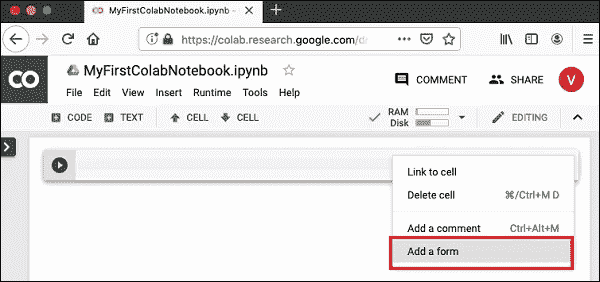 MyFirstColabNotebook.ipynb -
https://colab.research.google.com/dr
CO MyFirstColabNotebook.ipynb
COMMENT SHARE V
File Edit View Insert Runtime Tools Help
CODE TEXT CELL CELL RAM Disk EDITING
Link to cell
Delete cell ⌘/Ctrl+M D
Add a comment Ctrl+Alt+M
Add a form